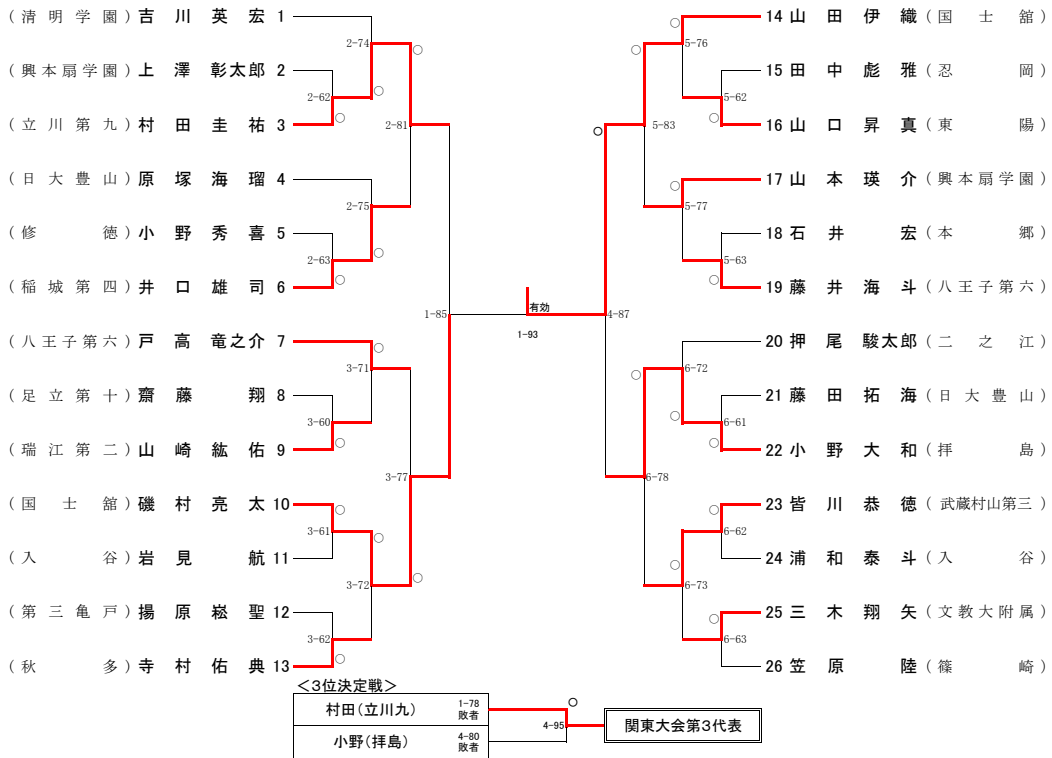 (清明学園) 吉川英宏 1
(興本扇学園) 上澤彰太郎 2
(立川第九) 村田圭祐 3
(日大豊山) 原塚海瑠 4
(修徳) 小野秀喜 5
(稲城第四) 井口雄司 6
(八王子第六) 戸高竜之介 7
(足立第十) 齋藤翔 8
(瑞江第二) 山崎紘佑 9
(国士舘) 磯村亮太 10
(入谷) 岩見航 11
(第三亀戸) 揚原崧聖 12
(秋多) 寺村佑典 13
2-74
2-62
2-81
2-75
2-63
1-85
3-71
3-60
3-77
3-61
3-72
3-62
有効
1-93
14 山田伊織 (国士舘)
15 田中彪雅 (忍岡)
16 山口昇真 (東陽)
17 山本瑛介 (興本扇学園)
18 石井宏 (本郷)
19 藤井海斗 (八王子第六)
20 押尾駿太郎 (二之江)
21 藤田拓海 (日大豊山)
22 小野大和 (拝島)
23 皆川恭徳 (武蔵村山第三)
24 浦和泰斗 (入谷)
25 三木翔矢 (文教大附属)
26 笠原陸 (篠崎)
5-76
5-62
5-83
5-77
5-63
4-87
6-72
6-61
6-78
6-62
6-73
6-63
<3位決定戦>
村田(立川九) 1-78 敗者
小野(拝島) 4-80 敗者
4-95
関東大会第3代表